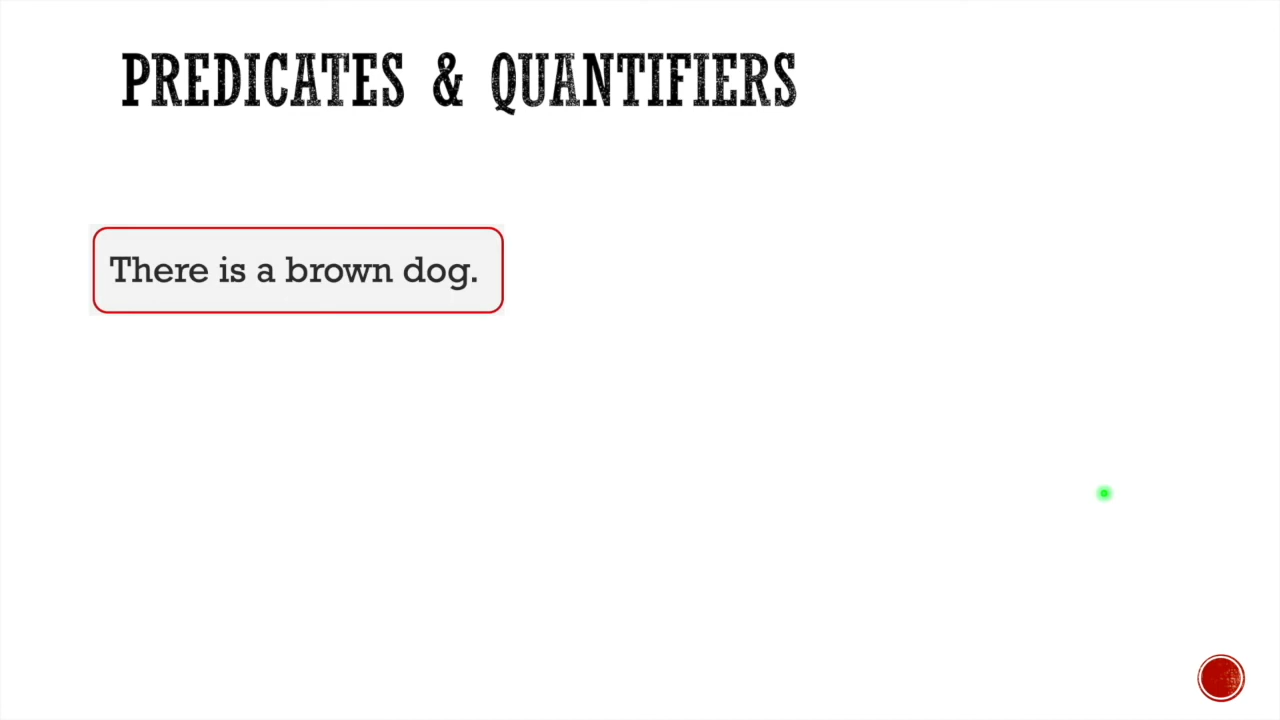 PREDICATES & QUANTIFIERS
There is a brown dog.